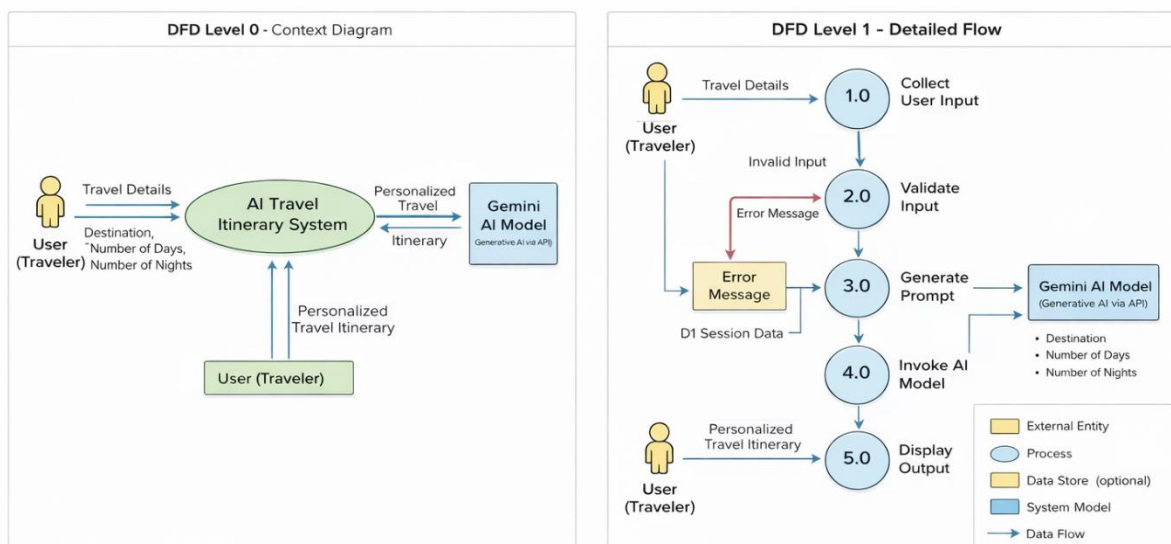 DFD Level 0 - Context Diagram
Travel Details
User
(Traveler)
Destination,
Number of Days,
Number of Nights
AI Travel
Itinerary System
Personalized
Travel
Itinerary
Gemini
AI Model
Generative AI via API)
Personalized
Travel Itinerary
User (Traveler)
DFD Level 1 - Detailed Flow
User
(Traveler)
Travel Details
1.0
Collect
User Input
Invalid Input
2.0
Validate
Input
Error Message
Error
Message
3.0
Generate
Prompt
Gemini AI Model
(Generative AI via API)
D1 Session Data
• Destination
• Number of Days
• Number of Nights
4.0
Invoke AI
Model
User
(Traveler)
Personalized
Travel Itinerary
5.0
Display
Output
External Entity
Process
Data Store (optional)
System Model
Data Flow